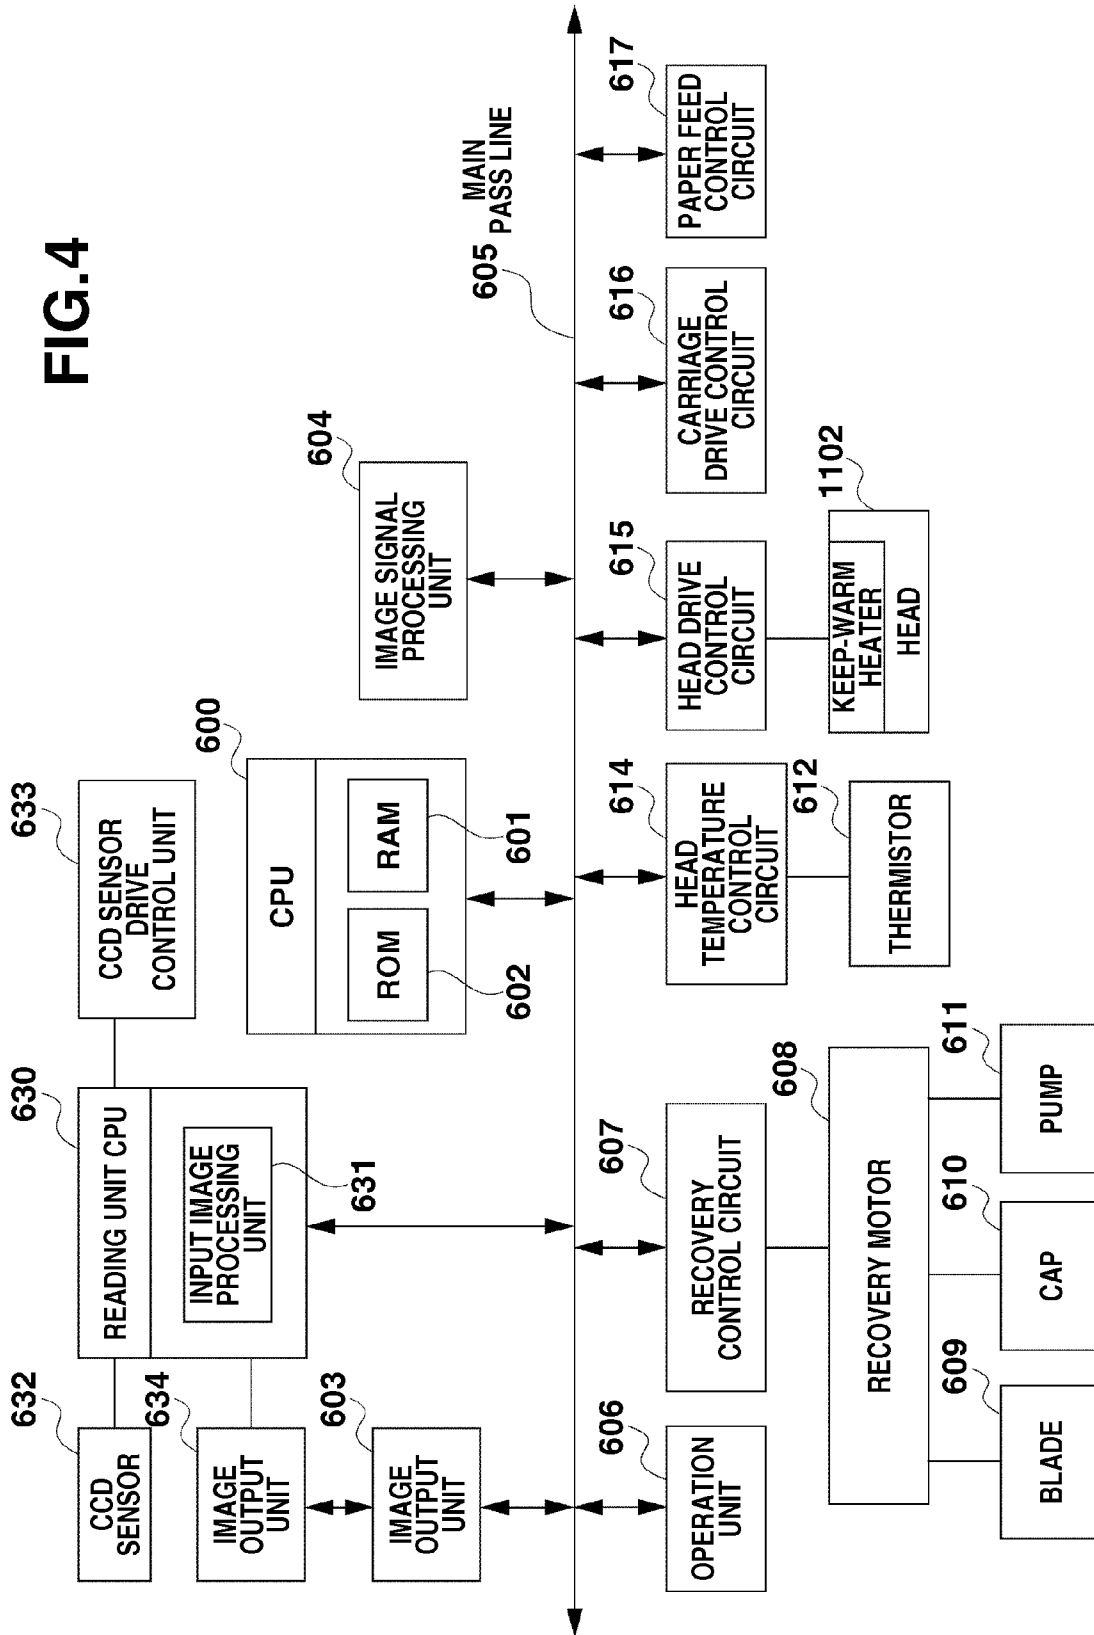 FIG.4
632
CCD
SENSOR
630
READING UNIT CPU
633
CCD SENSOR
DRIVE
CONTROL UNIT
634
IMAGE
OUTPUT
UNIT
INPUT IMAGE
PROCESSING
UNIT
631
603
IMAGE
OUTPUT
UNIT
600
CPU
ROM
RAM
602
601
604
IMAGE SIGNAL
PROCESSING
UNIT
605
MAIN
PASS LINE
606
OPERATION
UNIT
607
RECOVERY
CONTROL CIRCUIT
614
HEAD
TEMPERATURE
CONTROL
CIRCUIT
615
HEAD DRIVE
CONTROL
CIRCUIT
616
CARRIAGE
DRIVE CONTROL
CIRCUIT
617
PAPER FEED
CONTROL
CIRCUIT
608
RECOVERY MOTOR
612
THERMISTOR
1102
KEEP-WARM
HEATER
HEAD
609
BLADE
610
CAP
611
PUMP